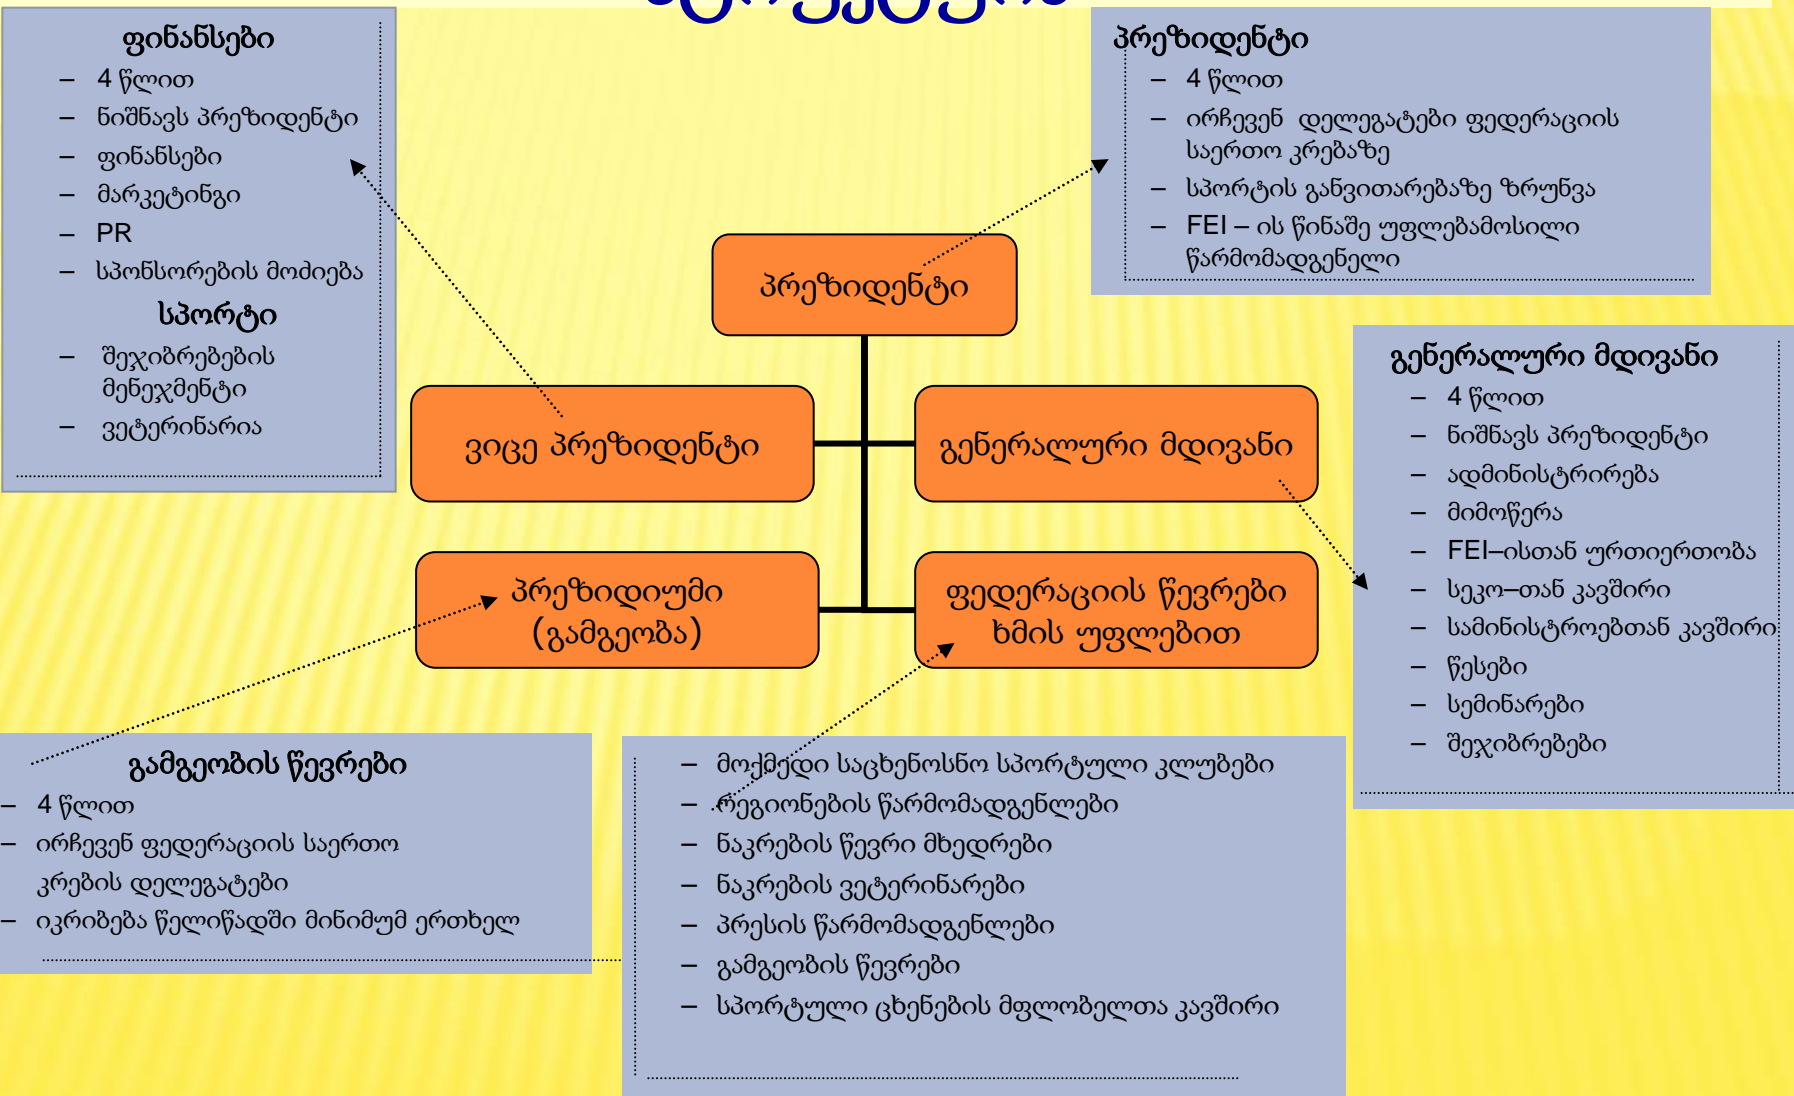 ფინანსები
– 4 წლით
– ნიშნავს პრეზიდენტი
– ფინანსები
– მარკეტინგი
– PR
– სპონსორების მოძიება
სპორტი
– შეჯიბრებების
მენეჯმენტი
– ვეტერინარია
პრეზიდენტი
– 4 წლით
– ირჩევენ დელეგატები ფედერაციის
საერთო კრებაზე
– სპორტის განვითარებაზე ზრუნვა
– FEI – ის წინაშე უფლებამოსილი
წარმომადგენელი
პრეზიდენტი
ვიცე პრეზიდენტი
გენერალური მდივანი
პრეზიდიუმი
(გამგეობა)
ფედერაციის წევრები
ხმის უფლებით
გენერალური მდივანი
– 4 წლით
– ნიშნავს პრეზიდენტი
– ადმინისტრირება
– მიმოწერა
– FEI–ისთან ურთიერთობა
– სეკო–თან კავშირი
– სამინისტროებთან კავშირი
– წესები
– სემინარები
– შეჯიბრებები
გამგეობის წევრები
– 4 წლით
– ირჩევენ ფედერაციის საერთო
კრების დელეგატები
– იკრიბება წელიწადში მინიმუმ ერთხელ
– მოქმედი საცხენოსნო სპორტული კლუბები
– რეგიონების წარმომადგენლები
– ნაკრების წევრი მხედრები
– ნაკრების ვეტერინარები
– პრესის წარმომადგენლები
– გამგეობის წევრები
– სპორტული ცხენების მფლობელთა კავშირი